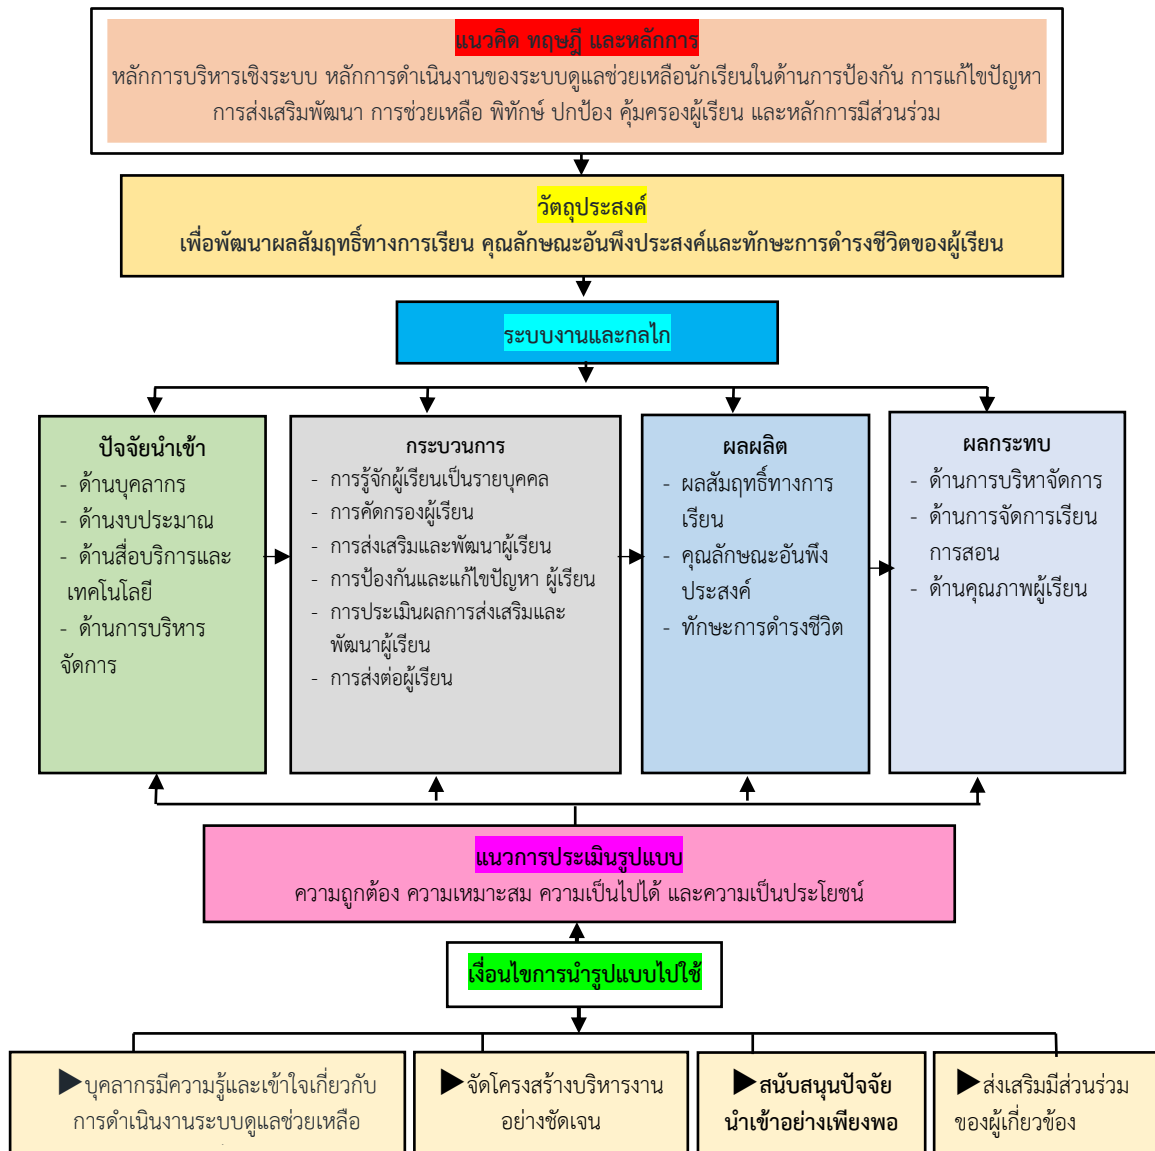 แนวคิด ทฤษฎี และหลักการ
หลักการบริหารเชิงระบบ หลักการดำเนินงานของระบบดูแลช่วยเหลือนักเรียนในด้านการป้องกัน การแก้ไขปัญหา
การส่งเสริมพัฒนา การช่วยเหลือ พิทักษ์ ปกป้อง คุ้มครองผู้เรียน และหลักการมีส่วนร่วม
วัตถุประสงค์
เพื่อพัฒนาผลสัมฤทธิ์ทางการเรียน คุณลักษณะอันพึงประสงค์และทักษะการดำรงชีวิตของผู้เรียน
ระบบงานและกลไก
ปัจจัยนำเข้า
- ด้านบุคลากร
- ด้านงบประมาณ
- ด้านสื่อบริการและ
เทคโนโลยี
- ด้านการบริหาร
จัดการ
กระบวนการ
- การรู้จักผู้เรียนเป็นรายบุคคล
- การคัดกรองผู้เรียน
- การส่งเสริมและพัฒนาผู้เรียน
- การป้องกันและแก้ไขปัญหา ผู้เรียน
- การประเมินผลการส่งเสริมและ
พัฒนาผู้เรียน
- การส่งต่อผู้เรียน
ผลผลิต
- ผลสัมฤทธิ์ทางการ
เรียน
- คุณลักษณะอันพึง
ประสงค์
- ทักษะการดำรงชีวิต
ผลกระทบ
- ด้านการบริหาจัดการ
- ด้านการจัดการเรียน
การสอน
- ด้านคุณภาพผู้เรียน
แนวการประเมินรูปแบบ
ความถูกต้อง ความเหมาะสม ความเป็นไปได้ และความเป็นประโยชน์
เงื่อนไขการนำรูปแบบไปใช้
▶บุคลากรมีความรู้และเข้าใจเกี่ยวกับ
การดำเนินงานระบบดูแลช่วยเหลือ
▶จัดโครงสร้างบริหารงาน
อย่างชัดเจน
▶สนับสนุนปัจจัย
นำเข้าอย่างเพียงพอ
▶ส่งเสริมมีส่วนร่วม
ของผู้เกี่ยวข้อง